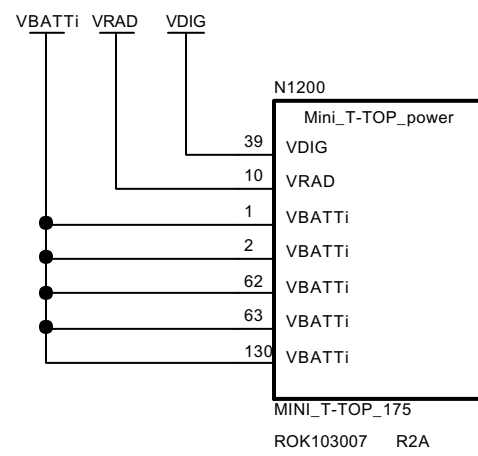 VBATTi VRAD VDIG
N1200
Mini_T-TOP_power
39 VDIG
10 VRAD
1 VBATTi
2 VBATTi
62 VBATTi
63 VBATTi
130 VBATTi
MINI_T-TOP_175
ROK103007 R2A